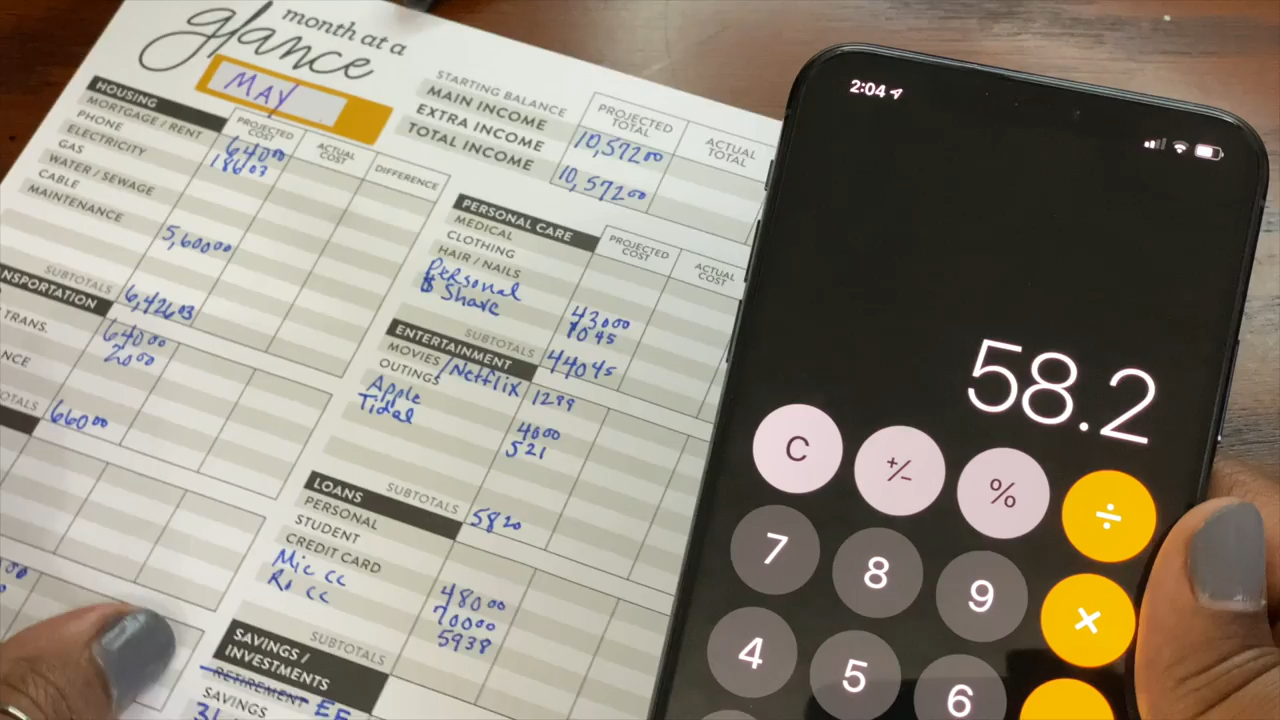 month at a
glance
MAY
HOUSING
PROJECTED COST
ACTUAL COST
DIFFERENCE
MORTGAGE / RENT 640 00
PHONE 186 03
ELECTRICITY
GAS
WATER / SEWAGE
CABLE
MAINTENANCE
5,600 00
SUBTOTALS 6,426 03
NSPORTATION
TRANS. 640 00
20 00
NCE
OTALS 660 00
STARTING BALANCE
PROJECTED TOTAL
ACTUAL TOTAL
MAIN INCOME 10,572 00
EXTRA INCOME
TOTAL INCOME 10,572 00
PERSONAL CARE
PROJECTED COST
ACTUAL COST
MEDICAL
CLOTHING
HAIR / NAILS
Personal 430 00
$ Share 10 45
SUBTOTALS 440 45
ENTERTAINMENT
MOVIES /Netflix 12 99
OUTINGS
Apple 40 00
Tidal 5 21
SUBTOTALS 58 20
LOANS
PERSONAL
STUDENT
CREDIT CARD 480 00
Mic cc 700 00
Ro cc 59 38
SUBTOTALS
SAVINGS /
INVESTMENTS
RETIREMENT EF
SAVINGS
2:04
58.2
C +/- % ÷
7 8 9 ×
4 5 6